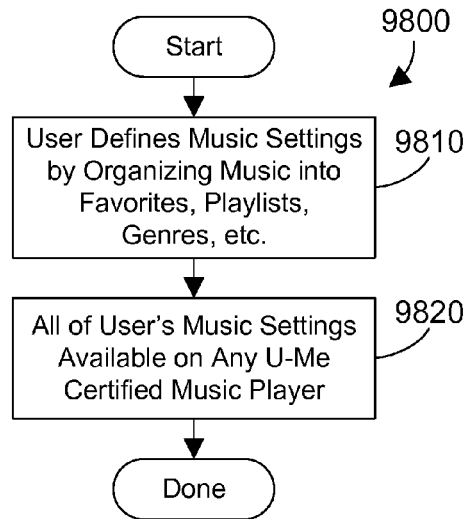 Start
9800
User Defines Music Settings
by Organizing Music into
Favorites, Playlists,
Genres, etc.
9810
All of User's Music Settings
Available on Any U-Me
Certified Music Player
9820
Done